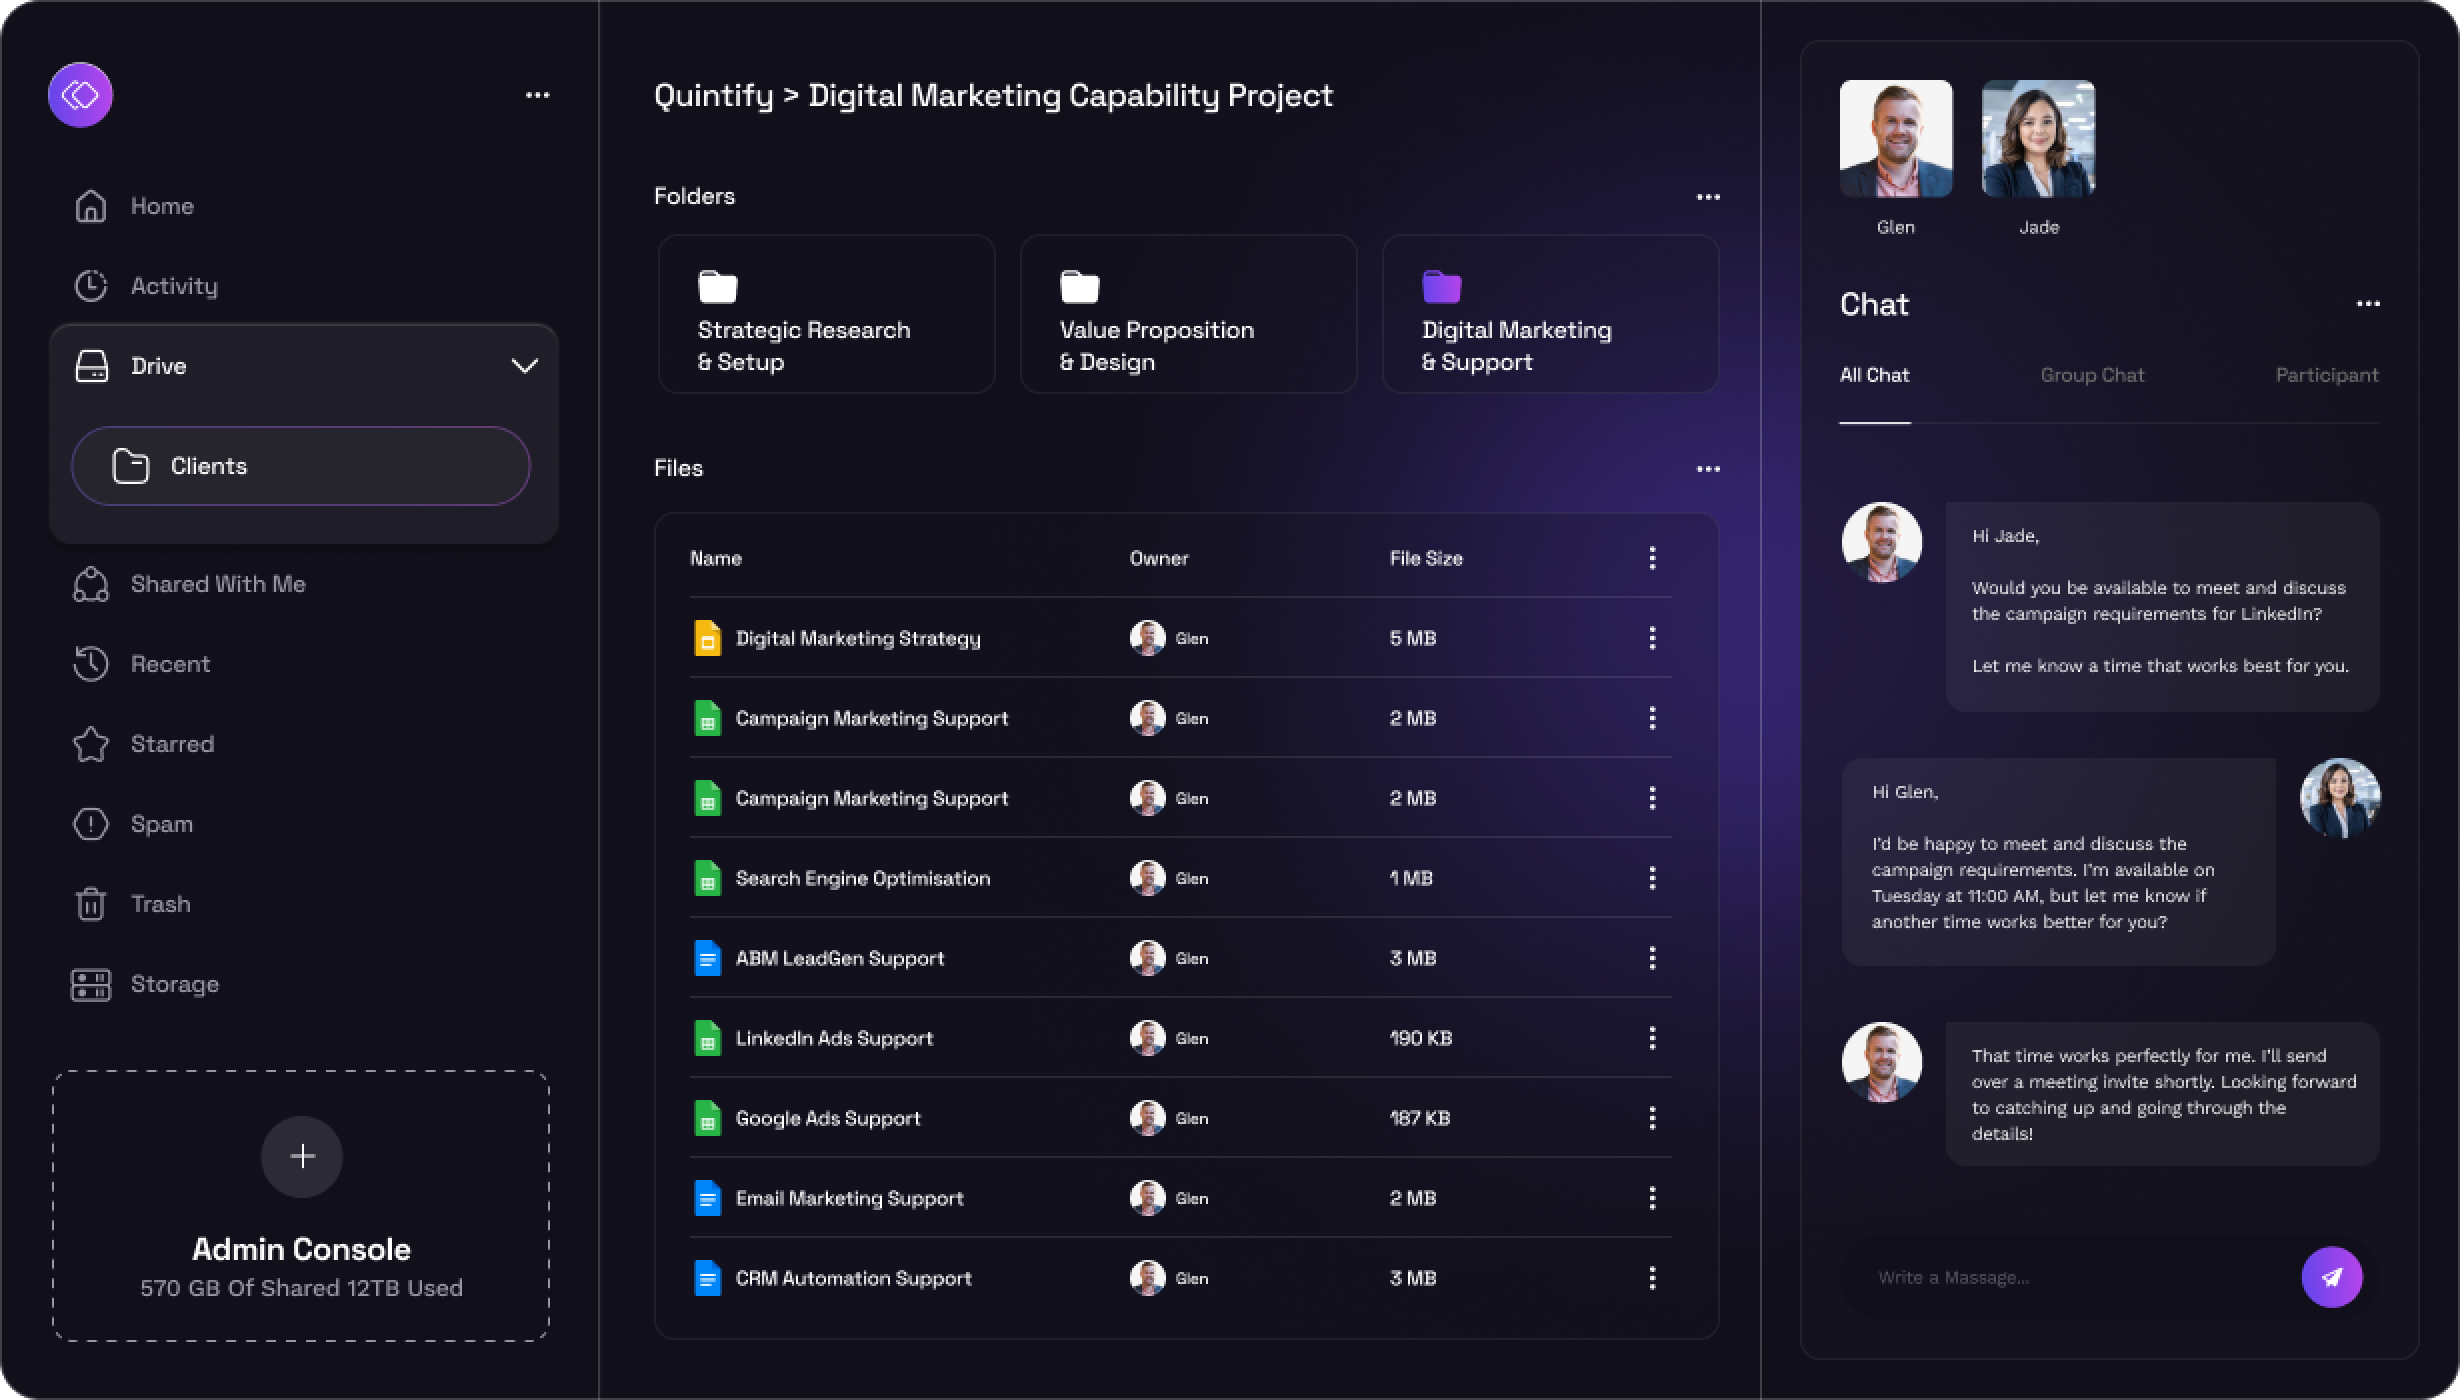 Home
Activity
Drive
Clients
Shared With Me
Recent
Starred
Spam
Trash
Storage
Admin Console
570 GB Of Shared 12TB Used
Quintify > Digital Marketing Capability Project
Folders
Strategic Research
& Setup
Value Proposition
& Design
Digital Marketing
& Support
Files
Name Owner File Size
Digital Marketing Strategy Glen 5 MB
Campaign Marketing Support Glen 2 MB
Campaign Marketing Support Glen 2 MB
Search Engine Optimisation Glen 1 MB
ABM LeadGen Support Glen 3 MB
LinkedIn Ads Support Glen 190 KB
Google Ads Support Glen 187 KB
Email Marketing Support Glen 2 MB
CRM Automation Support Glen 3 MB
Glen Jade
Chat
All Chat Group Chat Participant
Hi Jade,
Would you be available to meet and discuss
the campaign requirements for LinkedIn?
Let me know a time that works best for you.
Hi Glen,
I'd be happy to meet and discuss the
campaign requirements. I'm available on
Tuesday at 11:00 AM, but let me know if
another time works better for you?
That time works perfectly for me. I'll send
over a meeting invite shortly. Looking forward
to catching up and going through the
details!
Write a Massage...